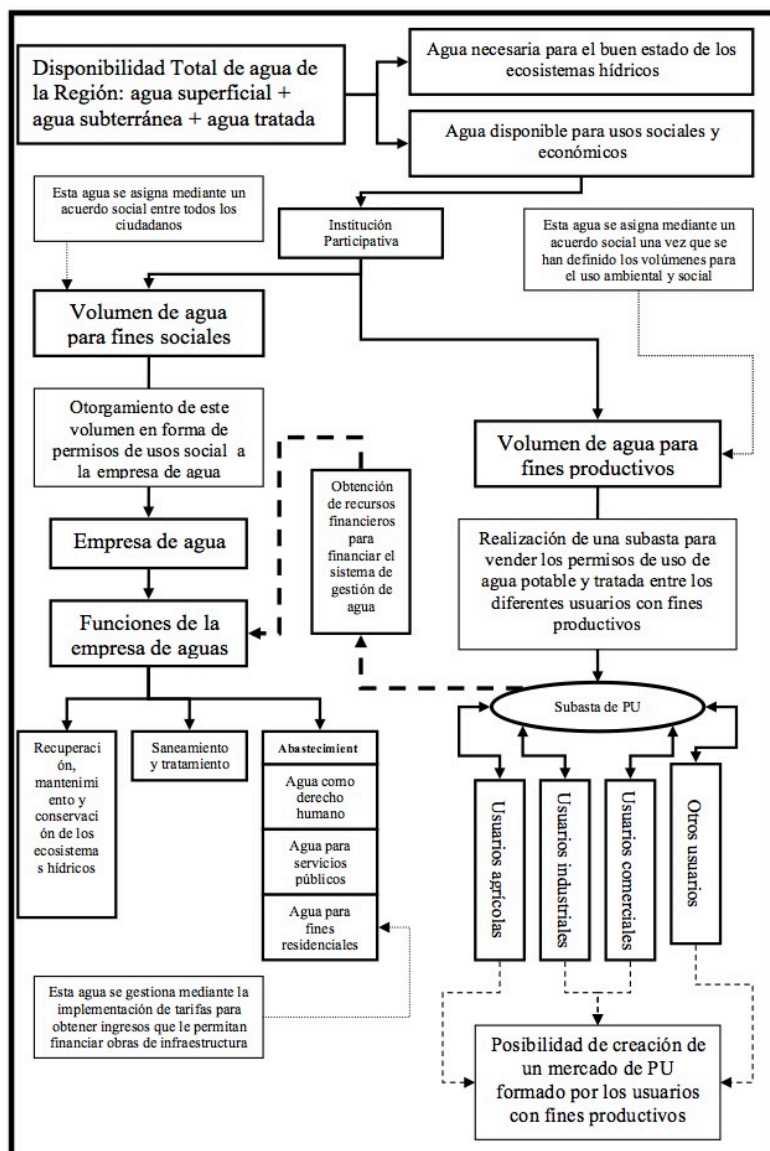 Disponibilidad Total de agua de
la Región: agua superficial +
agua subterránea + agua tratada
Agua necesaria para el buen estado de los
ecosistemas hídricos
Agua disponible para usos sociales y
económicos
Esta agua se asigna mediante un
acuerdo social entre todos los
ciudadanos
Institución
Participativa
Esta agua se asigna mediante un
acuerdo social una vez que se
han definido los volúmenes para
el uso ambiental y social
Volumen de agua
para fines sociales
Otorgamiento de este
volumen en forma de
permisos de usos social a
la empresa de agua
Volumen de agua para
fines productivos
Obtención
de recursos
financieros
para
financiar el
sistema de
gestión de
agua
Empresa de agua
Realización de una subasta para
vender los permisos de uso de
agua potable y tratada entre los
diferentes usuarios con fines
productivos
Funciones de la
empresa de aguas
Subasta de PU
Recuperación,
mantenimi
ento y
conservac
ión de los
ecosistema
s hídricos
Saneamiento
y tratamiento
Abastecimient
Agua como
derecho
humano
Agua para
servicios
públicos
Agua para
fines
residenciales
Usuarios agrícolas
Usuarios industriales
Usuarios comerciales
Otros usuarios
Esta agua se gestiona mediante la
implementación de tarifas para
obtener ingresos que le permitan
financiar obras de infraestructura
Posibilidad de creación de
un mercado de PU
formado por los usuarios
con fines productivos